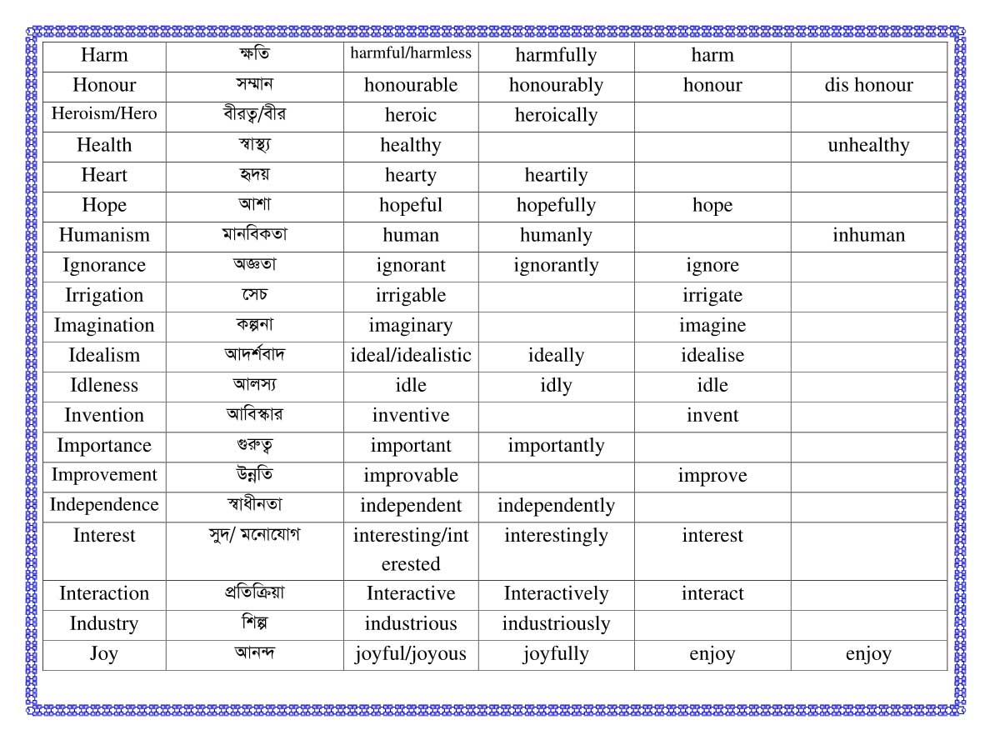 Harm ক্ষতি harmful/harmless harmfully harm
Honour সম্মান honourable honourably honour dis honour
Heroism/Hero বীরত্ব/বীর heroic heroically
Health স্বাস্থ্য healthy unhealthy
Heart হৃদয় hearty heartily
Hope আশা hopeful hopefully hope
Humanism মানবিকতা human humanly inhuman
Ignorance অজ্ঞতা ignorant ignorantly ignore
Irrigation সেচ irrigable irrigate
Imagination কল্পনা imaginary imagine
Idealism আদর্শবাদ ideal/idealistic ideally idealise
Idleness আলস্য idle idly idle
Invention আবিস্কার inventive invent
Importance গুরুত্ব important importantly
Improvement উন্নতি improvable improve
Independence স্বাধীনতা independent independently
Interest সুদ/ মনোযোগ interesting/int interestingly interest
erested
Interaction প্রতিক্রিয়া Interactive Interactively interact
Industry শিল্প industrious industriously
Joy আনন্দ joyful/joyous joyfully enjoy enjoy